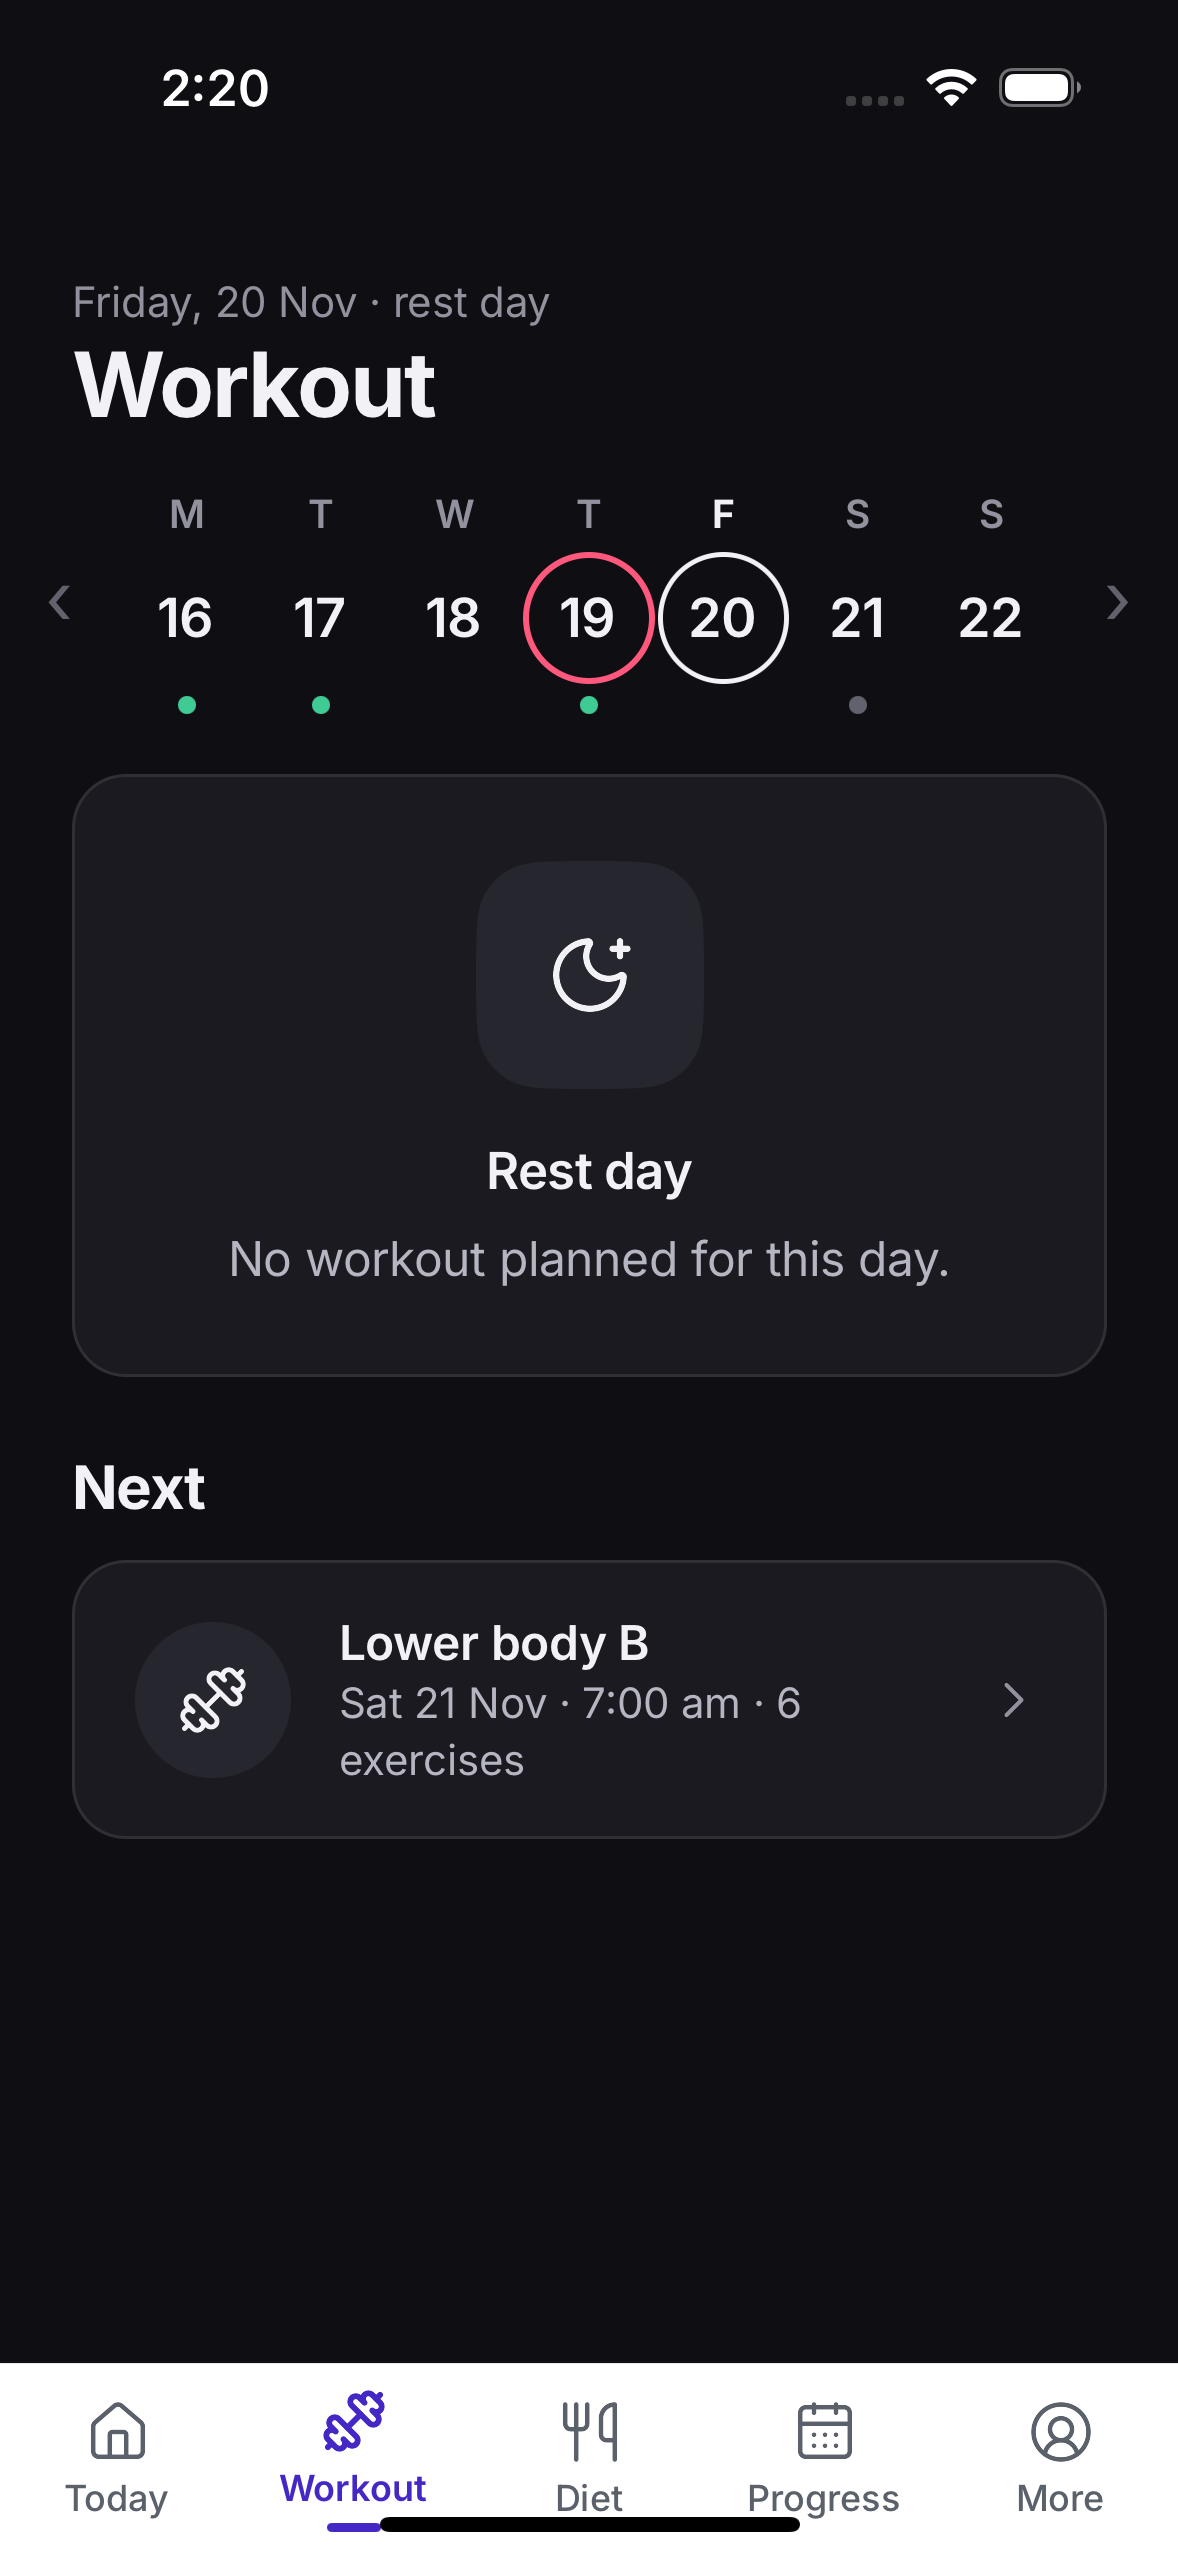 2:20
Friday, 20 Nov · rest day
Workout
M T W T F S S
16 17 18 19 20 21 22
Rest day
No workout planned for this day.
Next
Lower body B
Sat 21 Nov · 7:00 am · 6
exercises
Today Workout Diet Progress More